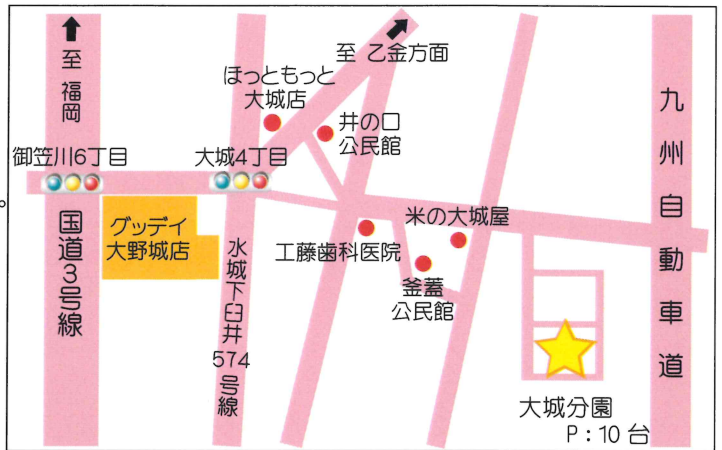 至 福岡
至 乙金方面
ほっともっと
大城店
井の口
公民館
御笠川6丁目
大城4丁目
九州自動車道
。
国道3号線
グッデイ
大野城店
水城下臼井574号線
工藤歯科医院
米の大城屋
釜蓋
公民館
大城分園
P：10台